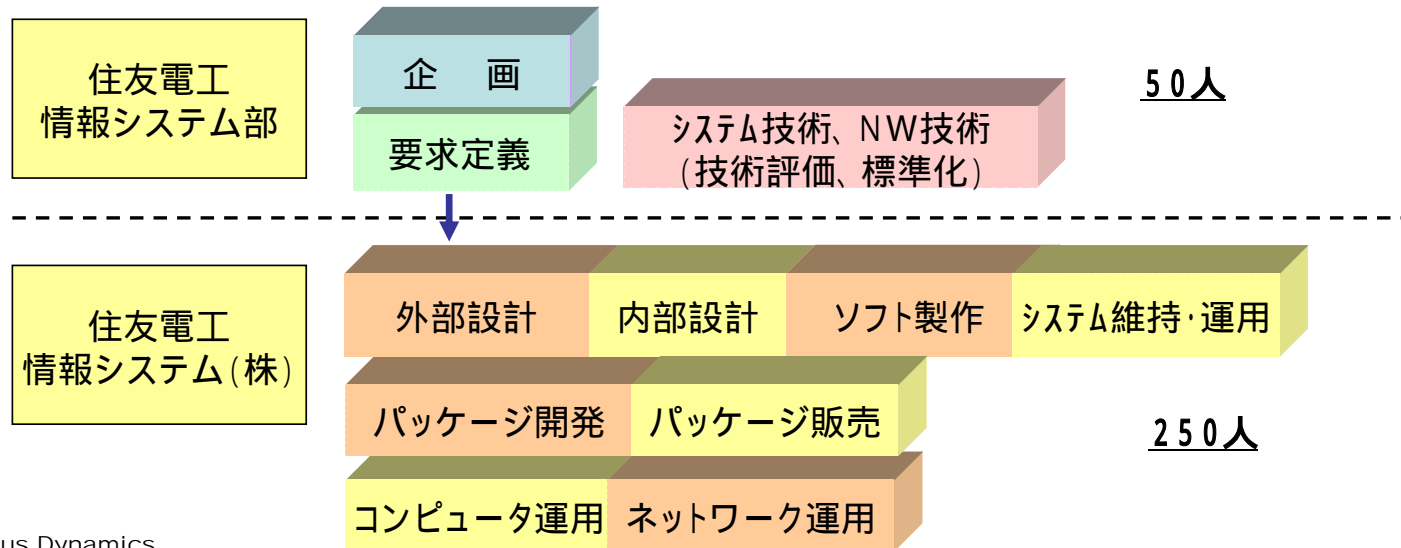 住友電工
情報システム部
企　画
要求定義
システム技術、NW技術
(技術評価、標準化)
50人
住友電工
情報システム(株)
外部設計
内部設計
ソフト製作
システム維持・運用
パッケージ開発
パッケージ販売
250人
コンピュータ運用
ネットワーク運用
us Dynamics